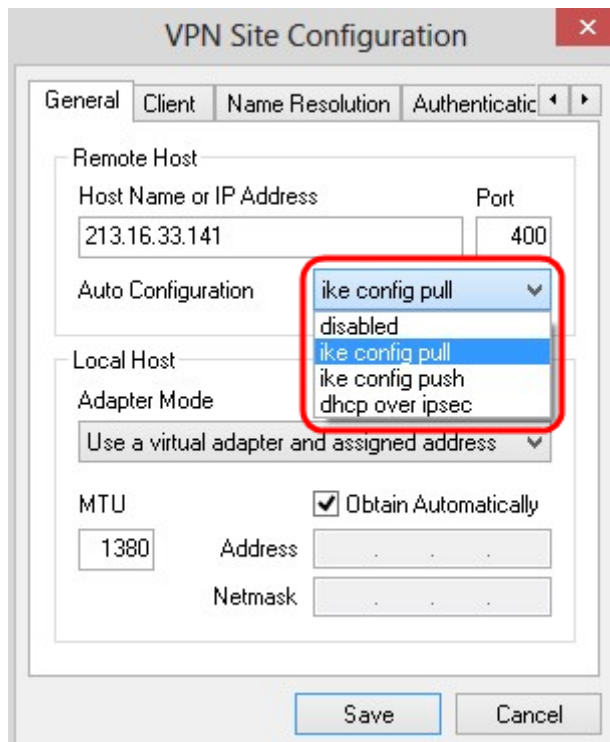 VPN Site Configuration
General Client Name Resolution Authenticatic
Remote Host
Host Name or IP Address Port
213.16.33.141 400
Auto Configuration ike config pull
disabled
ike config pull
ike config push
dhcp over ipsec
Local Host
Adapter Mode
Use a virtual adapter and assigned address
MTU Obtain Automatically
1380 Address . . .
Netmask . . .
Save Cancel